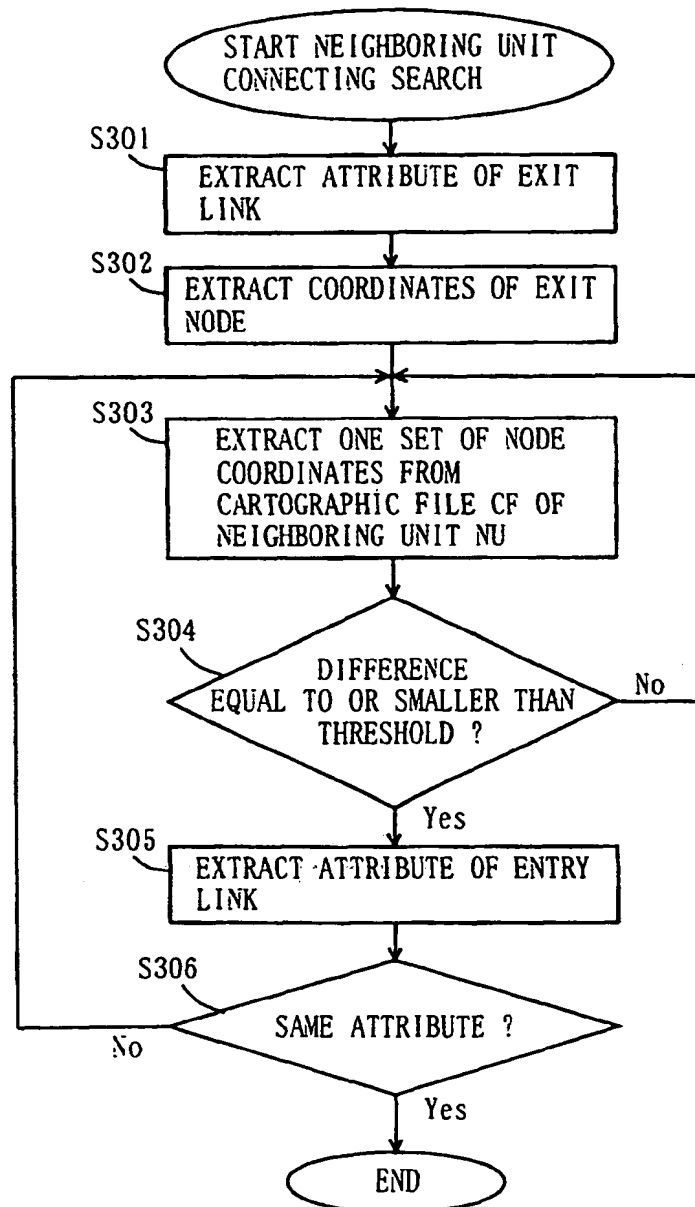 START NEIGHBORING UNIT
CONNECTING SEARCH
S301
EXTRACT ATTRIBUTE OF EXIT
LINK
S302
EXTRACT COORDINATES OF EXIT
NODE
S303
EXTRACT ONE SET OF NODE
COORDINATES FROM
CARTOGRAPHIC FILE CF OF
NEIGHBORING UNIT NU
S304
DIFFERENCE
EQUAL TO OR SMALLER THAN
THRESHOLD ?
No
Yes
S305
EXTRACT ATTRIBUTE OF ENTRY
LINK
S306
SAME ATTRIBUTE ?
No
Yes
END